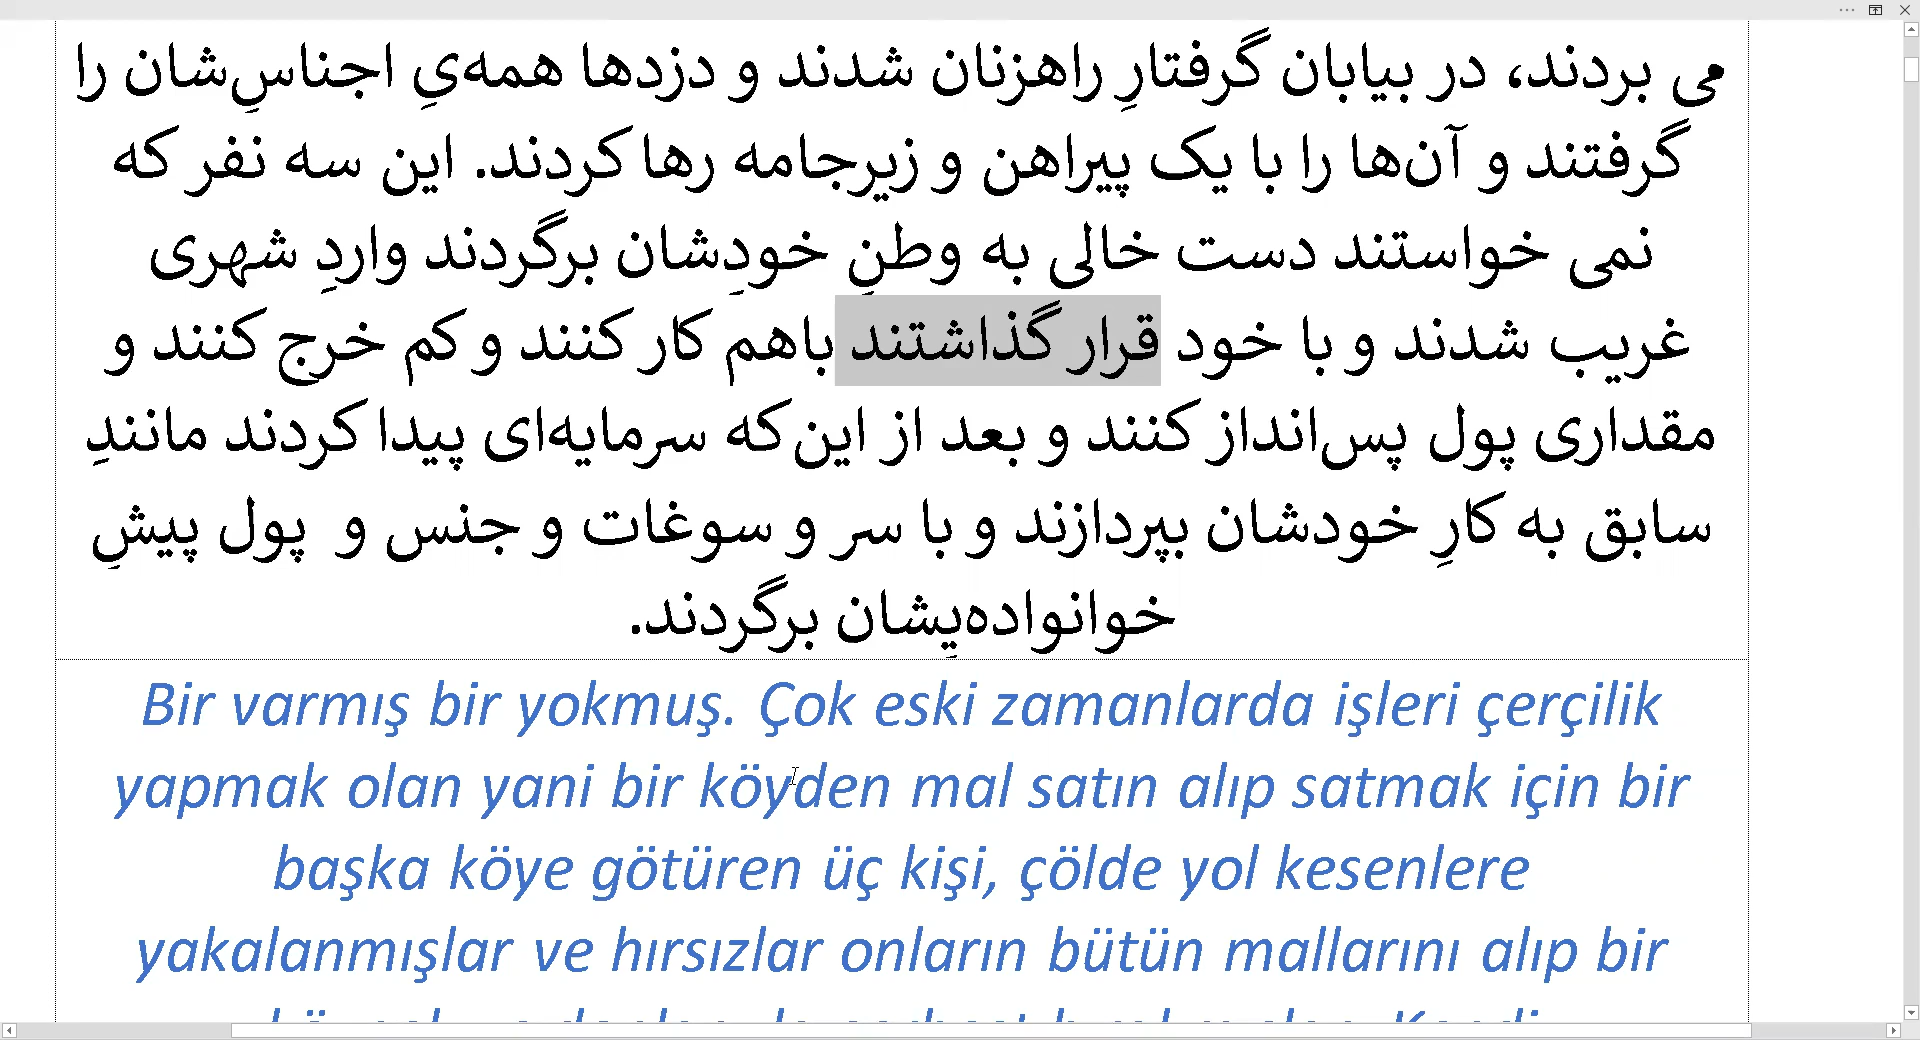 می بردند، در بیابان گرفتارِ راهزنان شدند و دزدها همه‌یِ اجناسِ‌شان را
گرفتند و آن‌ها را با یک پیراهن و زیرجامه رها کردند. این سه نفر که
نمی خواستند دست خالی به وطنِ خودِشان برگردند واردِ شهری
غریب شدند و با خود قرار گذاشتند باهم کار کنند و کم خرج کنند و
مقداری پول پس‌انداز کنند و بعد از این‌که سرمایه‌ای پیدا کردند مانندِ
سابق به کارِ خودشان بپردازند و با سر و سوغات و جنس و پول پیشِ
خوانواده‌یِشان برگردند.
Bir varmış bir yokmuş. Çok eski zamanlarda işleri çerçilik
yapmak olan yani bir köyden mal satın alıp satmak için bir
başka köye götüren üç kişi, çölde yol kesenlere
yakalanmışlar ve hırsızlar onların bütün mallarını alıp bir